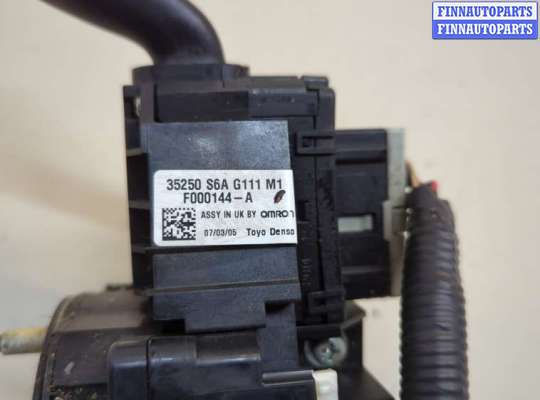 FINNAUTOPARTS
FINNAUTOPARTS
35250 S6A G111 M1
F000144-A
ASSY IN UK BY OMRON
07/03/05 Toyo Denso